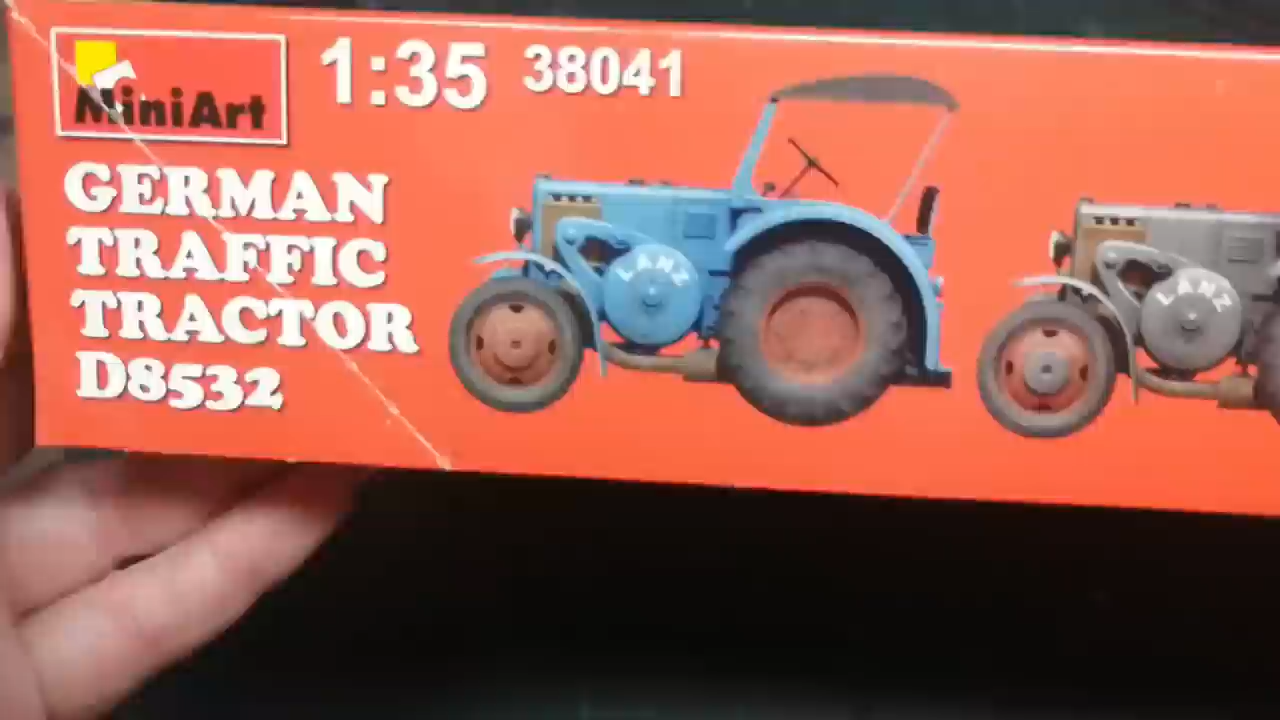 MiniArt
1:35 38041
GERMAN
TRAFFIC
TRACTOR
D8532
LANZ
LANZ